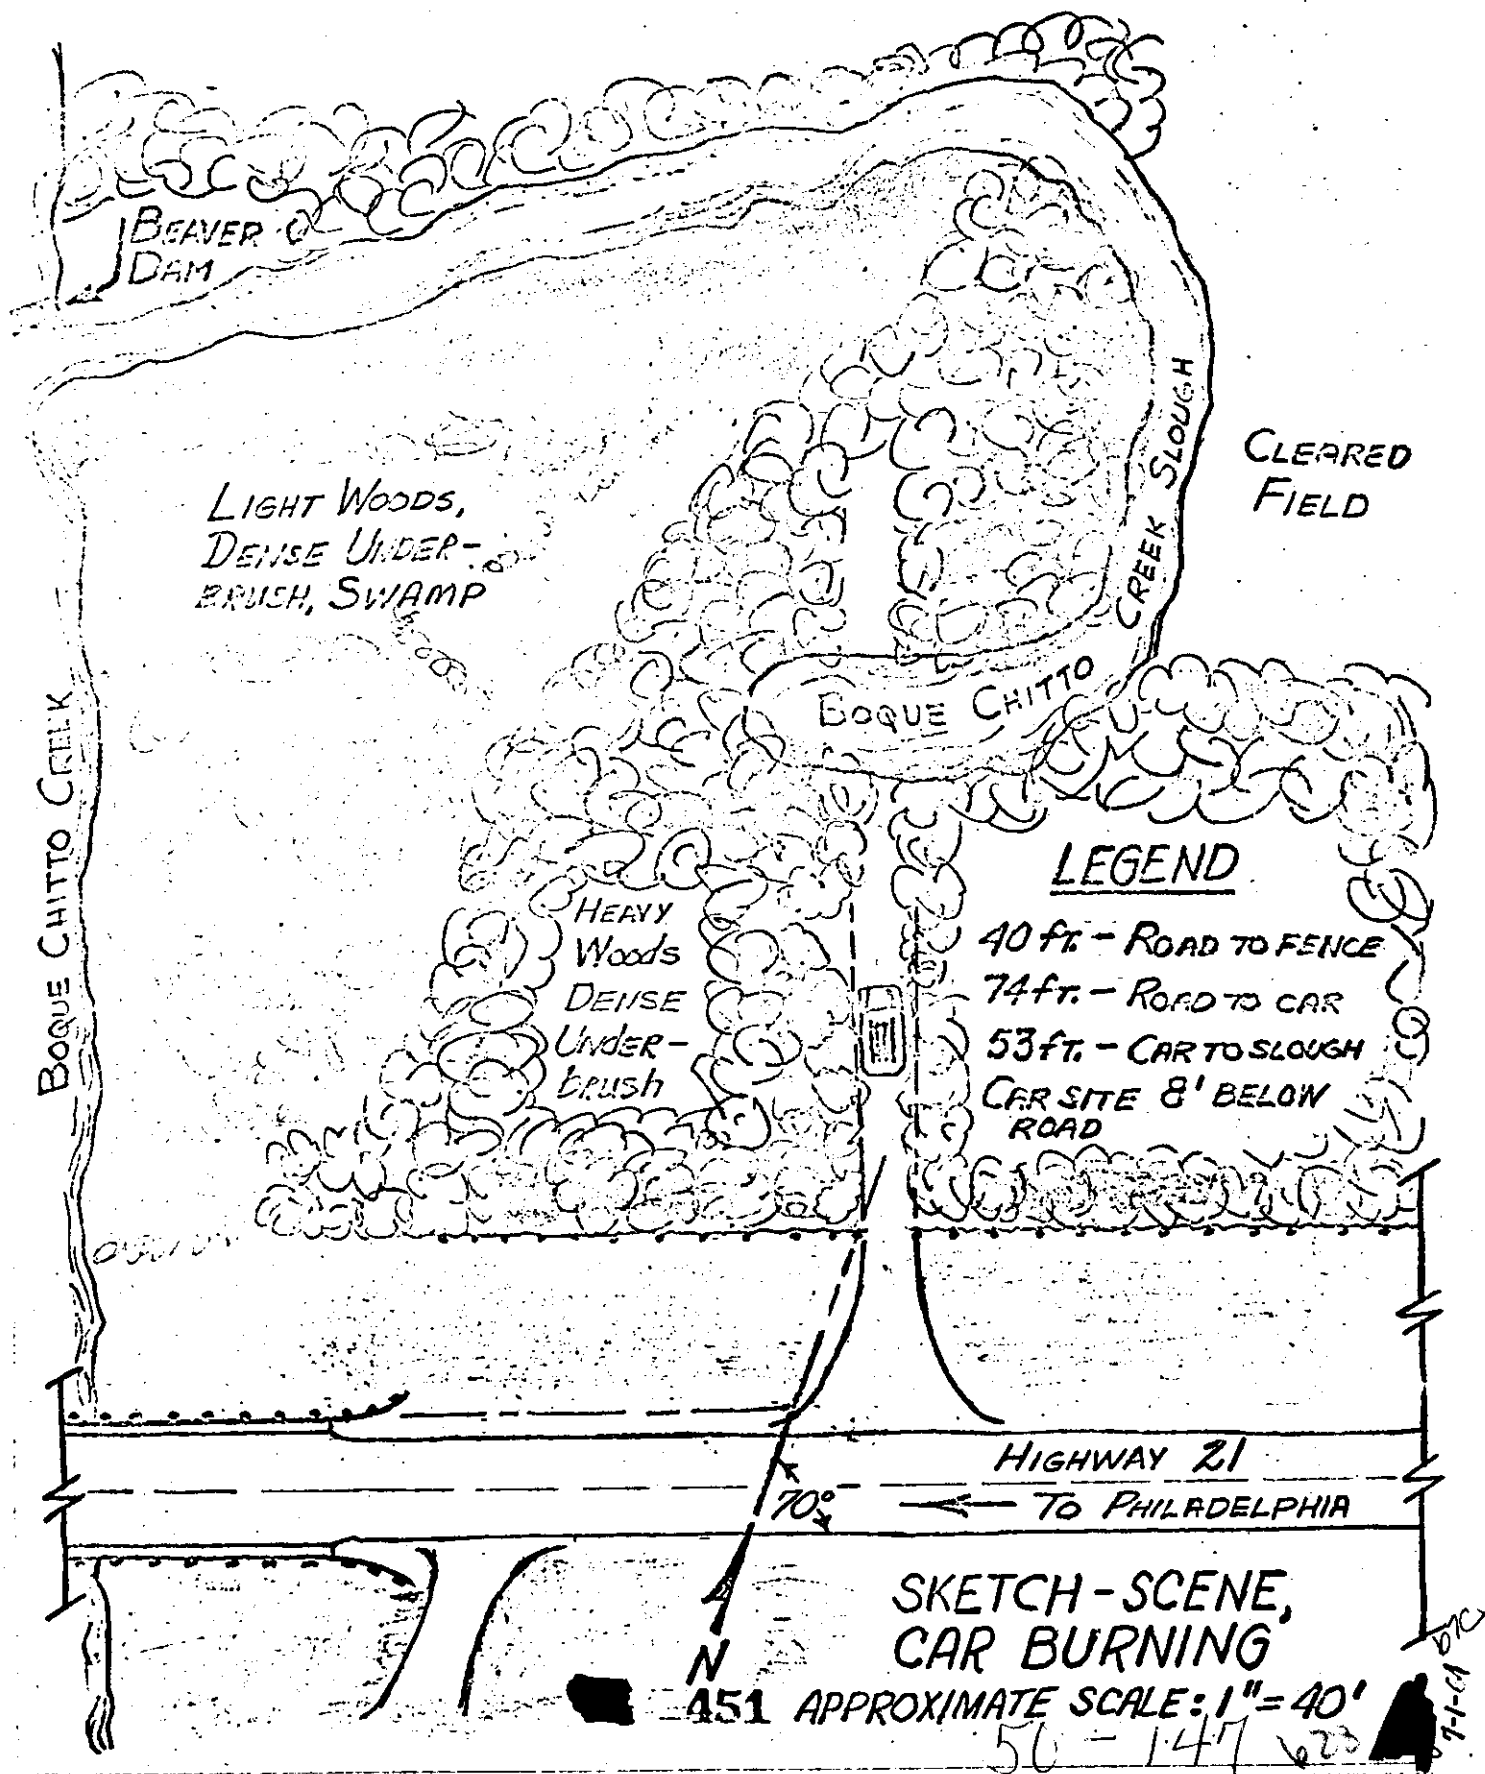 BEAVER
DAM
LIGHT WOODS,
DENSE UNDER-
BRUSH, SWAMP
CLEARED
FIELD
BOQUE CHITTO CREEK SLOUGH
BOQUE CHITTO CREEK
HEAVY
WOODS
DENSE
UNDER-
brush
LEGEND
40 ft. - ROAD TO FENCE
74 ft. - ROAD TO CAR
53 ft. - CAR TO SLOUGH
CAR SITE 8' BELOW
ROAD
HIGHWAY 21
70°
TO PHILADELPHIA
N
SKETCH-SCENE,
CAR BURNING
451 APPROXIMATE SCALE: 1"=40'
b7c